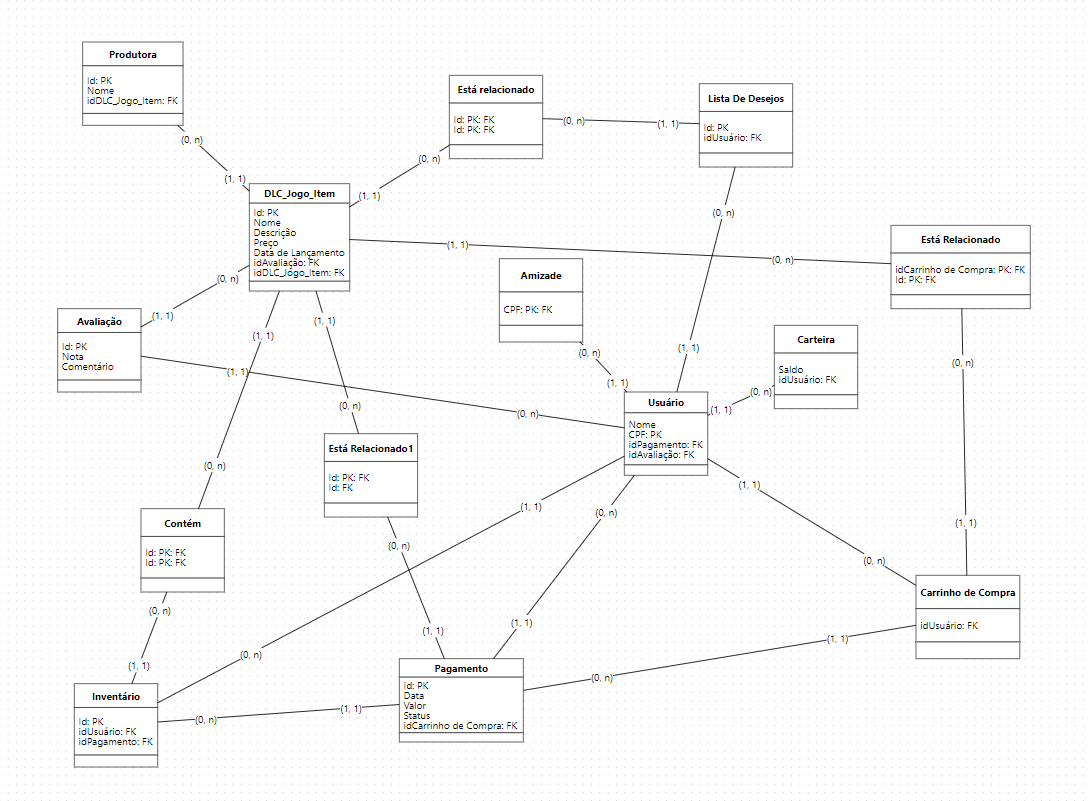 Produtora
Id: PK
Nome
idDLC_Jogo_Item: FK
(0, n)
(1, 1)
Está relacionado
Id: PK: FK
Id: PK: FK
(0, n)
(1, 1)
(0, n)
(1, 1)
Lista De Desejos
Id: PK
idUsuário: FK
(0, n)
(1, 1)
DLC_Jogo_Item
Id: PK
Nome
Descrição
Preço
Data de Lançamento
idAvaliação: FK
idDLC_Jogo_Item: FK
(1, 1)
(0, n)
Está Relacionado
idCarrinho de Compra: PK: FK
Id: PK: FK
(0, n)
(1, 1)
Amizade
CPF: PK: FK
(0, n)
(1, 1)
Avaliação
Id: PK
Nota
Comentário
(0, n)
(1, 1)
(1, 1)
(0, n)
Carteira
Saldo
idUsuário: FK
(0, n)
(1, 1)
Usuário
Nome
CPF: PK
idPagamento: FK
idAvaliação: FK
(1, 1)
(0, n)
(1, 1)
(0, n)
Está Relacionado1
Id: PK: FK
Id: FK
(0, n)
(1, 1)
Contém
Id: PK: FK
Id: PK: FK
(0, n)
(1, 1)
(1, 1)
(0, n)
(0, n)
(1, 1)
(1, 1)
(0, n)
Carrinho de Compra
idUsuário: FK
(1, 1)
(0, n)
Pagamento
Id: PK
Data
Valor
Status
idCarrinho de Compra: FK
(0, n)
(1, 1)
Inventário
Id: PK
idUsuário: FK
idPagamento: FK